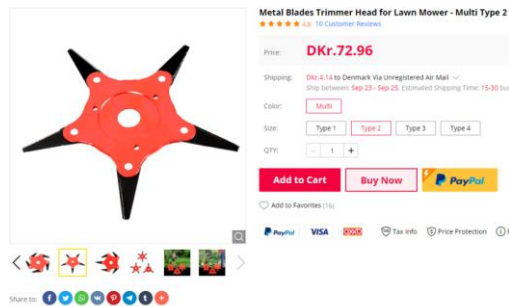 Metal Blades Trimmer Head for Lawn Mower - Multi Type 2
4.8 10 Customer Reviews
Price: DKr.72.96
Shipping: DKr.4.14 to Denmark Via Unregistered Air Mail
Ship between: Sep 23 - Sep 25, Estimated Shipping Time: 15-30
Color: Multi
Size: Type 1 Type 2 Type 3 Type 4
QTY: - 1 +
Add to Cart Buy Now PayPal
Add to Favorites (16)
PayPal VISA Tax Info Price Protection
Share to: